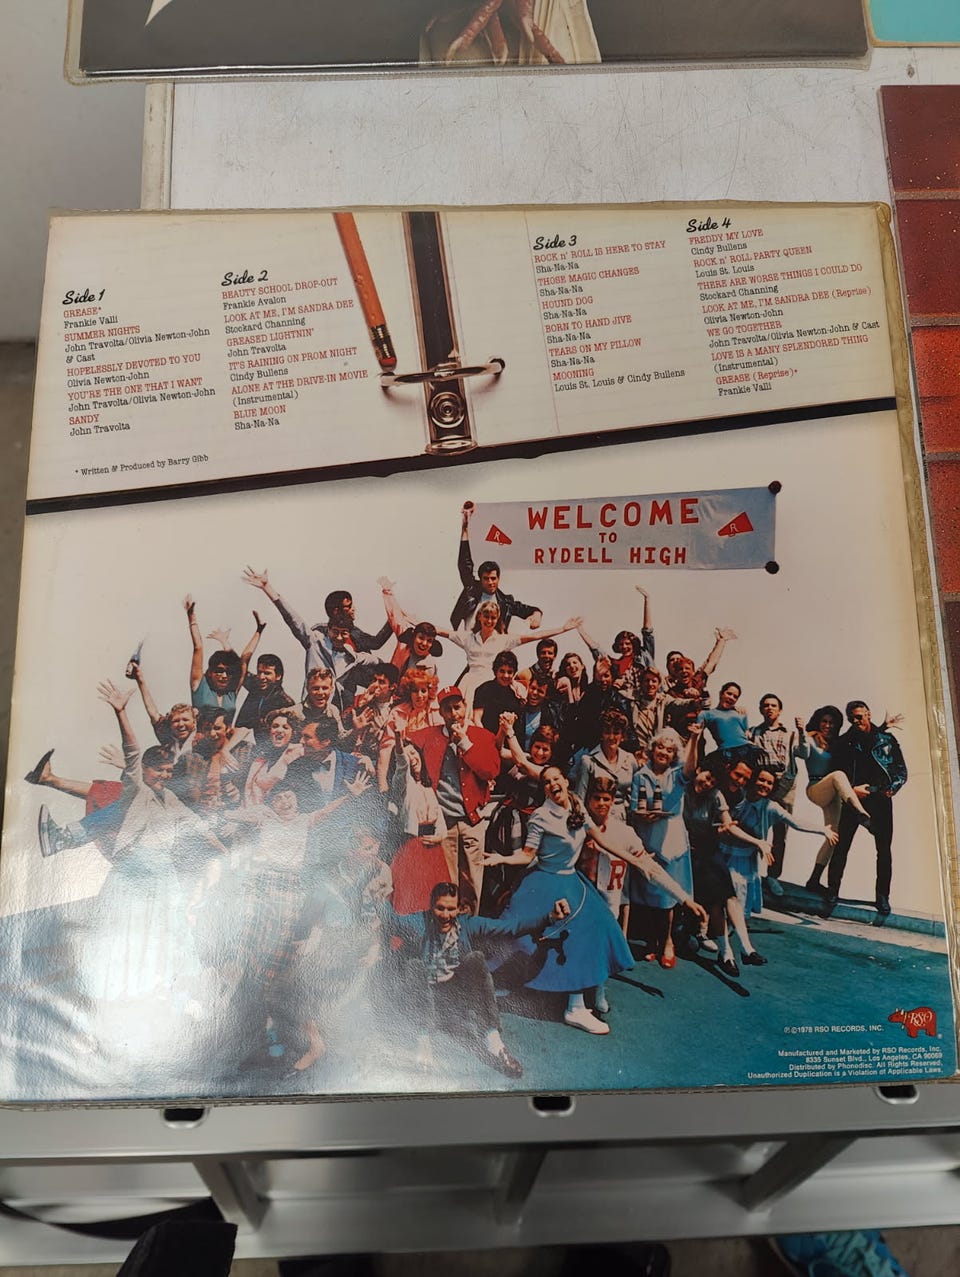 Side 1
GREASE*
Frankie Valli
SUMMER NIGHTS
John Travolta/Olivia Newton-John
& Cast
HOPELESSLY DEVOTED TO YOU
Olivia Newton-John
YOU'RE THE ONE THAT I WANT
John Travolta/Olivia Newton-John
SANDY
John Travolta
* Written & Produced by Barry Gibb
Side 2
BEAUTY SCHOOL DROP-OUT
Frankie Avalon
LOOK AT ME, I'M SANDRA DEE
Stockard Channing
GREASED LIGHTNIN'
John Travolta
IT'S RAINING ON PROM NIGHT
Cindy Bullens
ALONE AT THE DRIVE-IN MOVIE
(Instrumental)
BLUE MOON
Sha-Na-Na
Side 3
ROCK n' ROLL IS HERE TO STAY
Sha-Na-Na
THOSE MAGIC CHANGES
Sha-Na-Na
HOUND DOG
Sha-Na-Na
BORN TO HAND JIVE
Sha-Na-Na
TEARS ON MY PILLOW
Sha-Na-Na
MOONING
Louis St. Louis & Cindy Bullens
Side 4
FREDDY MY LOVE
Cindy Bullens
ROCK n' ROLL PARTY QUEEN
Louis St. Louis
THERE ARE WORSE THINGS I COULD DO
Stockard Channing
LOOK AT ME, I'M SANDRA DEE (Reprise)
Olivia Newton-John
WE GO TOGETHER
John Travolta/Olivia Newton-John & Cast
LOVE IS A MANY SPLENDORED THING
(Instrumental)
GREASE (Reprise)*
Frankie Valli
R
WELCOME
TO
RYDELL HIGH
R
R
℗©1978 RSO RECORDS, INC.
RSO
Manufactured and Marketed by RSO Records, Inc.
8335 Sunset Blvd., Los Angeles, CA 90069
Distributed by Phonodisc. All Rights Reserved.
Unauthorized Duplication is a Violation of Applicable Laws.